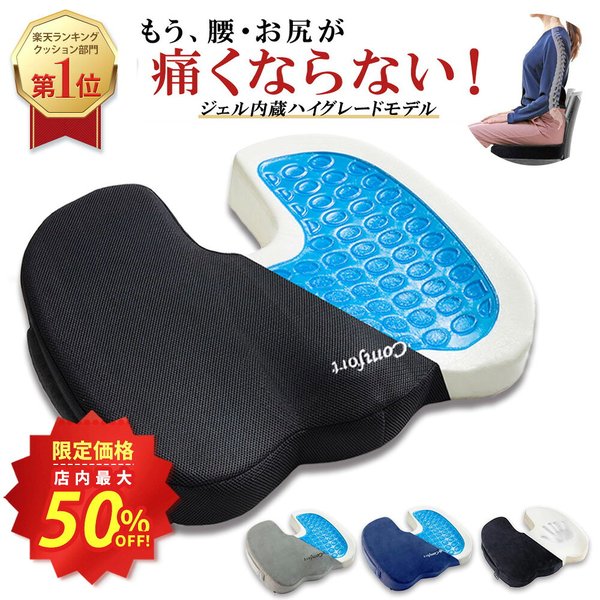 楽天ランキング
クッション部門
第1位
もう、腰・お尻が
痛くならない!
ジェル内蔵ハイグレードモデル
Comfort
限定価格
店内最大
50%
OFF!
Comfort
Comfort